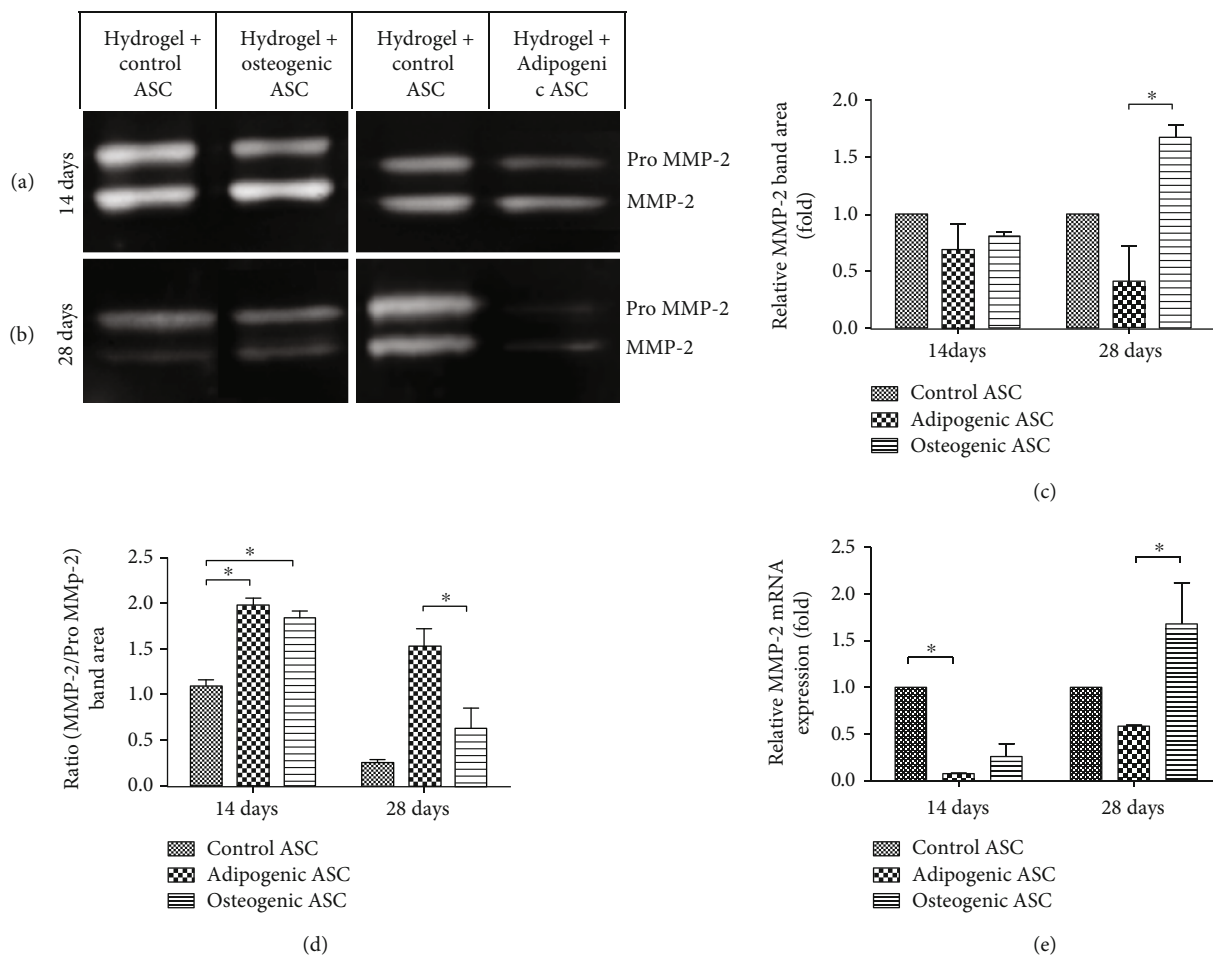 Hydrogel +
control
ASC
Hydrogel +
osteogenic
ASC
Hydrogel +
control
ASC
Hydrogel +
Adipogeni
c ASC
(a)
14 days
Pro MMP-2
MMP-2
(b)
28 days
Pro MMP-2
MMP-2
Relative MMP-2 band area
(fold)
2.0
1.5
1.0
0.5
0.0
*
14days
28 days
Control ASC
Adipogenic ASC
Osteogenic ASC
(c)
Ratio (MMP-2/Pro MMp-2)
band area
2.5
2.0
1.5
1.0
0.5
0.0
*
*
*
14 days
28 days
Control ASC
Adipogenic ASC
Osteogenic ASC
(d)
Relative MMP-2 mRNA
expression (fold)
2.5
2.0
1.5
1.0
0.5
0.0
*
*
14 days
28 days
Control ASC
Adipogenic ASC
Osteogenic ASC
(e)